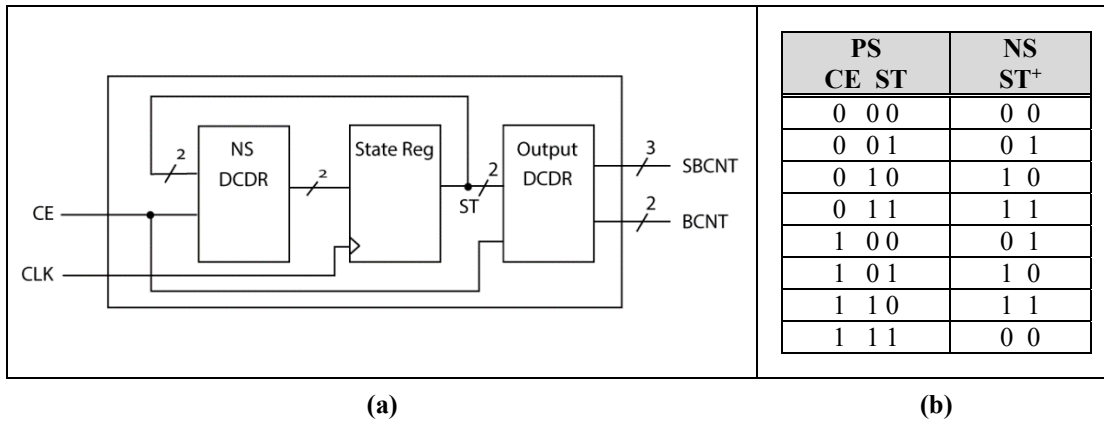 2
NS
DCDR
2
State Reg
2
ST
Output
DCDR
3
SBCNT
2
BCNT
CE
CLK
PS NS
CE ST ST+
0 0 0 0 0
0 0 1 0 1
0 1 0 1 0
0 1 1 1 1
1 0 0 0 1
1 0 1 1 0
1 1 0 1 1
1 1 1 0 0
(a) (b)